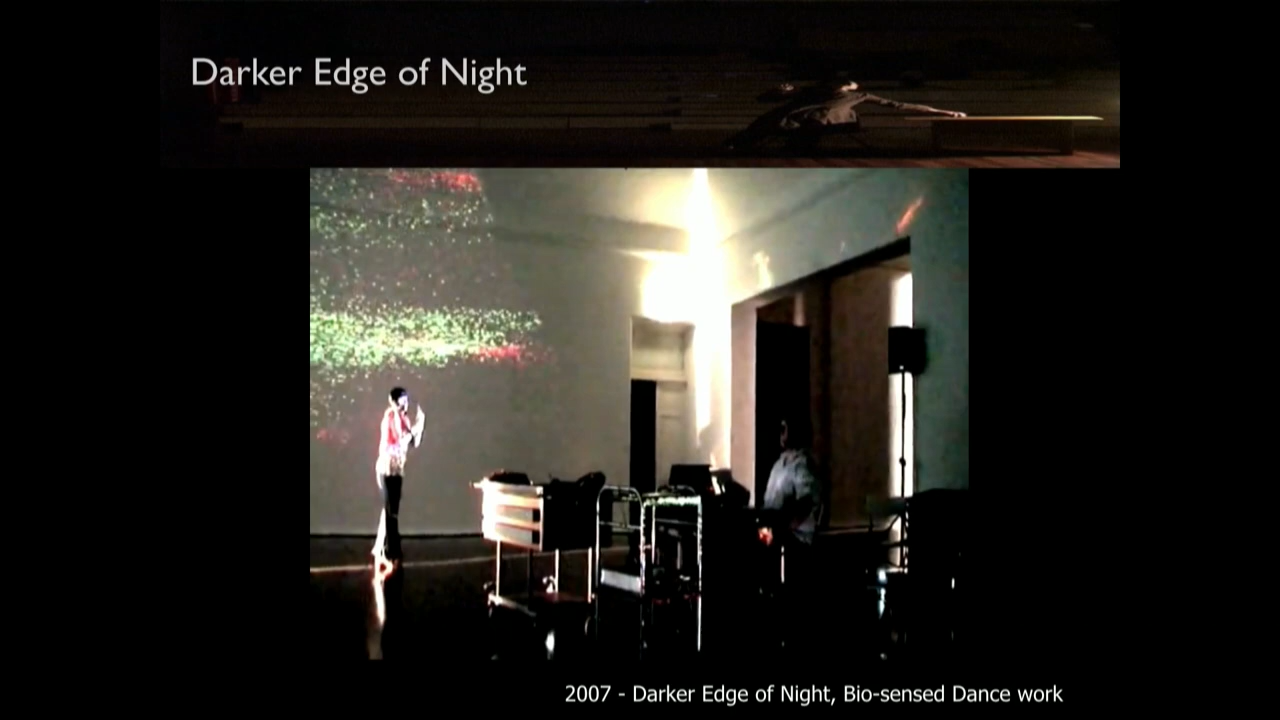 Darker Edge of Night
2007 - Darker Edge of Night, Bio-sensed Dance work